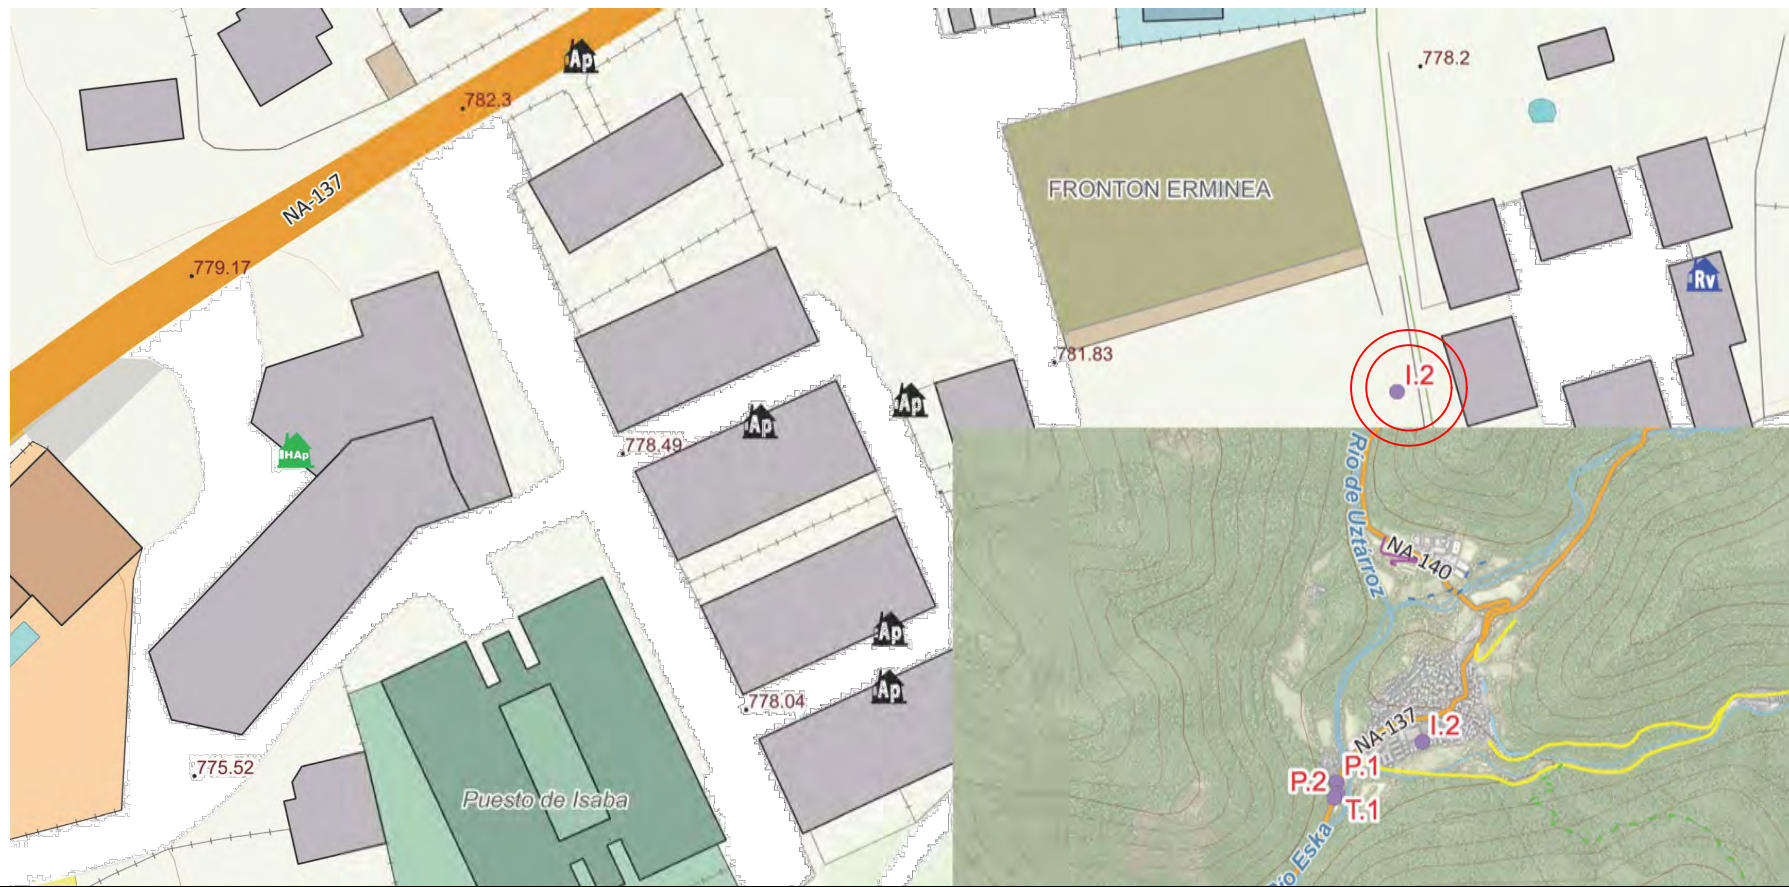 Ap
778.2
782.3
NA-137
FRONTON ERMINEA
779.17
Rv
781.83
I.2
Ap
Ap
778.49
HAp
Río de Uztárroz
NA-140
Ap
Ap
778.04
NA-137
I.2
P.1
P.2
T.1
775.52
Puesto de Isaba
Río Eska